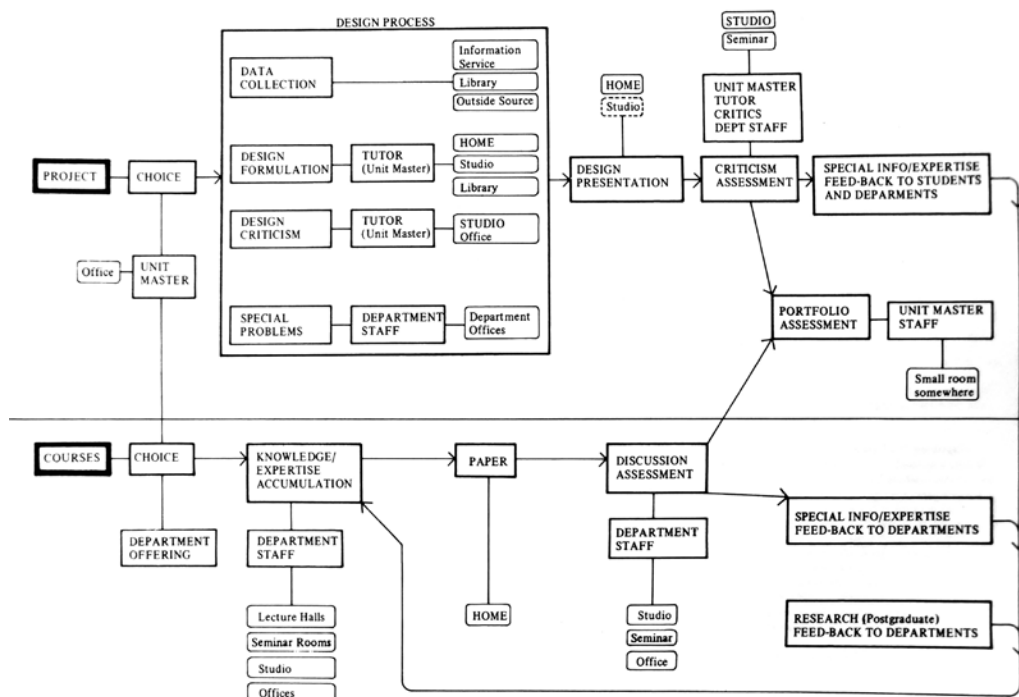 DESIGN PROCESS
DATA
COLLECTION
Information
Service
Library
Outside Source
DESIGN
FORMULATION
TUTOR
(Unit Master)
HOME
Studio
Library
DESIGN
CRITICISM
TUTOR
(Unit Master)
STUDIO
Office
SPECIAL
PROBLEMS
DEPARTMENT
STAFF
Department
Offices
PROJECT
CHOICE
Office
UNIT
MASTER
HOME
Studio
DESIGN
PRESENTATION
STUDIO
Seminar
UNIT MASTER
TUTOR
CRITICS
DEPT STAFF
CRITICISM
ASSESSMENT
SPECIAL INFO/EXPERTISE
FEED-BACK TO STUDENTS
AND DEPARMENTS
PORTFOLIO
ASSESSMENT
UNIT MASTER
STAFF
Small room
somewhere
COURSES
CHOICE
DEPARTMENT
OFFERING
KNOWLEDGE/
EXPERTISE
ACCUMULATION
DEPARTMENT
STAFF
Lecture Halls
Seminar Rooms
Studio
Offices
PAPER
HOME
DISCUSSION
ASSESSMENT
DEPARTMENT
STAFF
Studio
Seminar
Office
SPECIAL INFO/EXPERTISE
FEED-BACK TO DEPARTMENTS
RESEARCH (Postgraduate)
FEED-BACK TO DEPARTMENTS